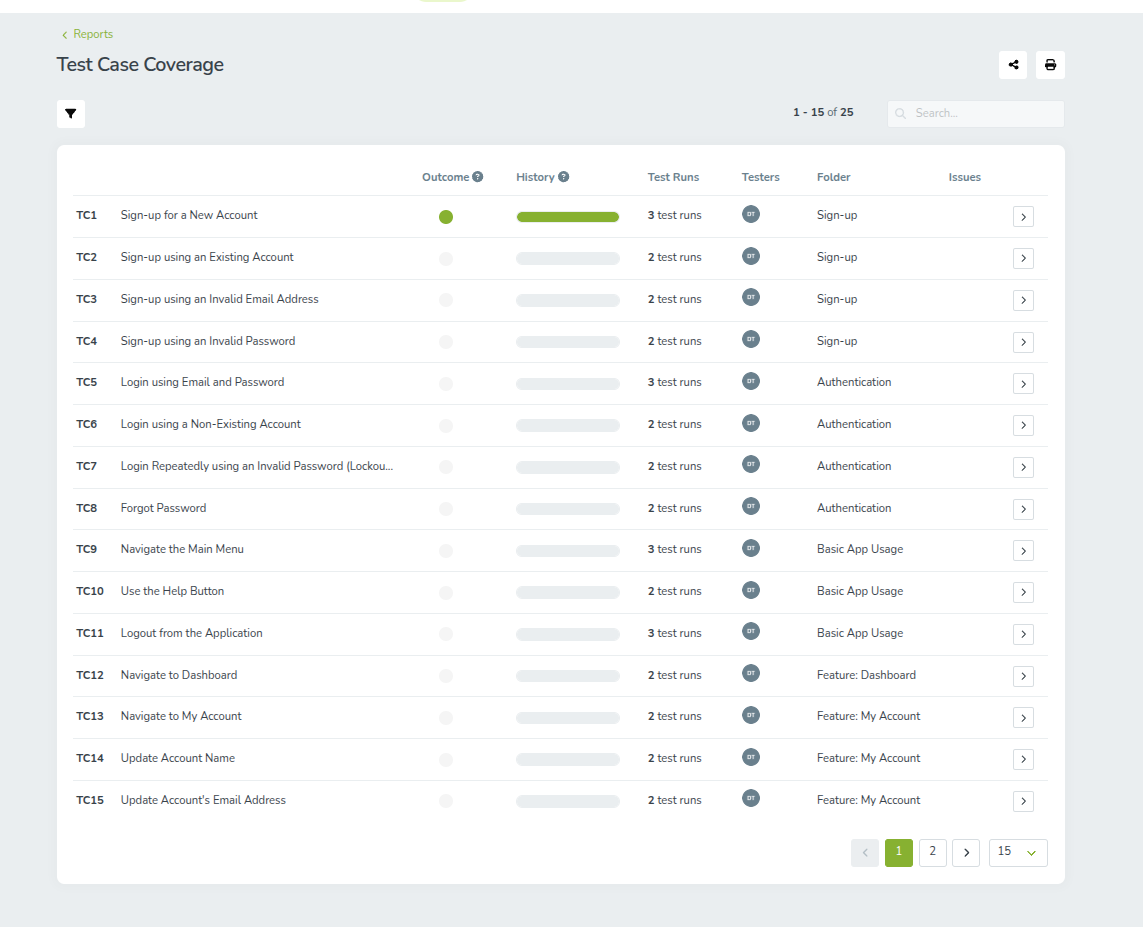 Reports
Test Case Coverage
1 - 15 of 25
Search...
Outcome ? History ? Test Runs Testers Folder Issues
TC1 Sign-up for a New Account 3 test runs DT Sign-up
TC2 Sign-up using an Existing Account 2 test runs DT Sign-up
TC3 Sign-up using an Invalid Email Address 2 test runs DT Sign-up
TC4 Sign-up using an Invalid Password 2 test runs DT Sign-up
TC5 Login using Email and Password 3 test runs DT Authentication
TC6 Login using a Non-Existing Account 2 test runs DT Authentication
TC7 Login Repeatedly using an Invalid Password (Lockou... 2 test runs DT Authentication
TC8 Forgot Password 2 test runs DT Authentication
TC9 Navigate the Main Menu 3 test runs DT Basic App Usage
TC10 Use the Help Button 2 test runs DT Basic App Usage
TC11 Logout from the Application 3 test runs DT Basic App Usage
TC12 Navigate to Dashboard 2 test runs DT Feature: Dashboard
TC13 Navigate to My Account 2 test runs DT Feature: My Account
TC14 Update Account Name 2 test runs DT Feature: My Account
TC15 Update Account's Email Address 2 test runs DT Feature: My Account
1 2 15